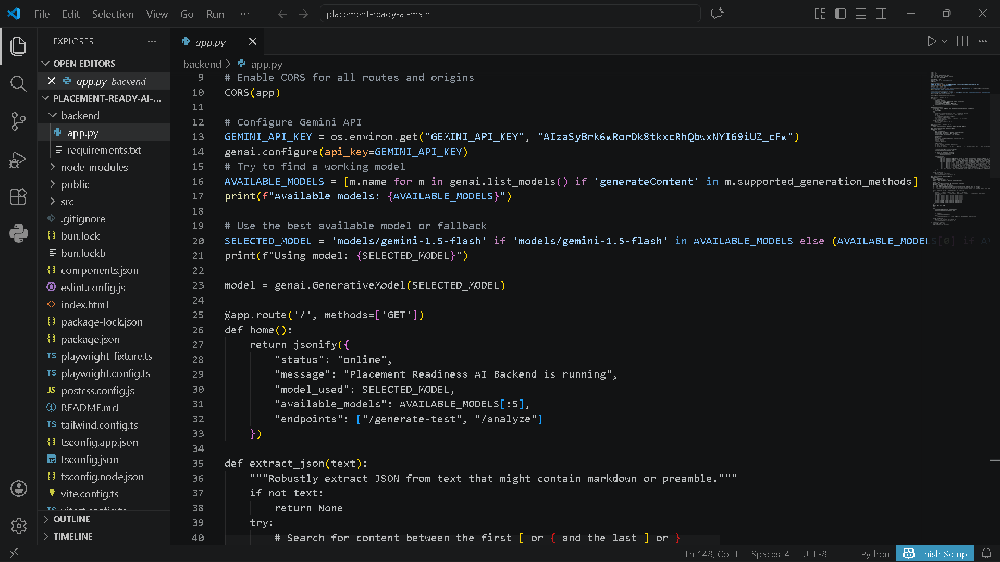 File Edit Selection View Go Run ··· placement-ready-ai-main
EXPLORER ···
OPEN EDITORS
app.py backend
PLACEMENT-READY-AI-...
backend
app.py
requirements.txt
node_modules
public
src
.gitignore
bun.lock
bun.lockb
components.json
eslint.config.js
index.html
package-lock.json
package.json
playwright-fixture.ts
playwright.config.ts
postcss.config.js
README.md
tailwind.config.ts
tsconfig.app.json
tsconfig.json
tsconfig.node.json
vite.config.ts
vitest.config.ts
OUTLINE
TIMELINE
app.py
backend > app.py
9 # Enable CORS for all routes and origins
10 CORS(app)
11
12 # Configure Gemini API
13 GEMINI_API_KEY = os.environ.get("GEMINI_API_KEY", "AIzaSyBrk6wRorDk8tkxcRhQbwxNYI69iUZ_cFw")
14 genai.configure(api_key=GEMINI_API_KEY)
15 # Try to find a working model
16 AVAILABLE_MODELS = [m.name for m in genai.list_models() if 'generateContent' in m.supported_generation_methods]
17 print(f"Available models: {AVAILABLE_MODELS}")
18
19 # Use the best available model or fallback
20 SELECTED_MODEL = 'models/gemini-1.5-flash' if 'models/gemini-1.5-flash' in AVAILABLE_MODELS else (AVAILABLE_MODELS[0] if AV
21 print(f"Using model: {SELECTED_MODEL}")
22
23 model = genai.GenerativeModel(SELECTED_MODEL)
24
25 @app.route('/', methods=['GET'])
26 def home():
27     return jsonify({
28         "status": "online",
29         "message": "Placement Readiness AI Backend is running",
30         "model_used": SELECTED_MODEL,
31         "available_models": AVAILABLE_MODELS[:5],
32         "endpoints": ["/generate-test", "/analyze"]
33     })
34
35 def extract_json(text):
36     """Robustly extract JSON from text that might contain markdown or preamble."""
37     if not text:
38         return None
39     try:
40         # Search for content between the first [ or { and the last ] or }
Ln 148, Col 1 Spaces: 4 UTF-8 LF Python Finish Setup